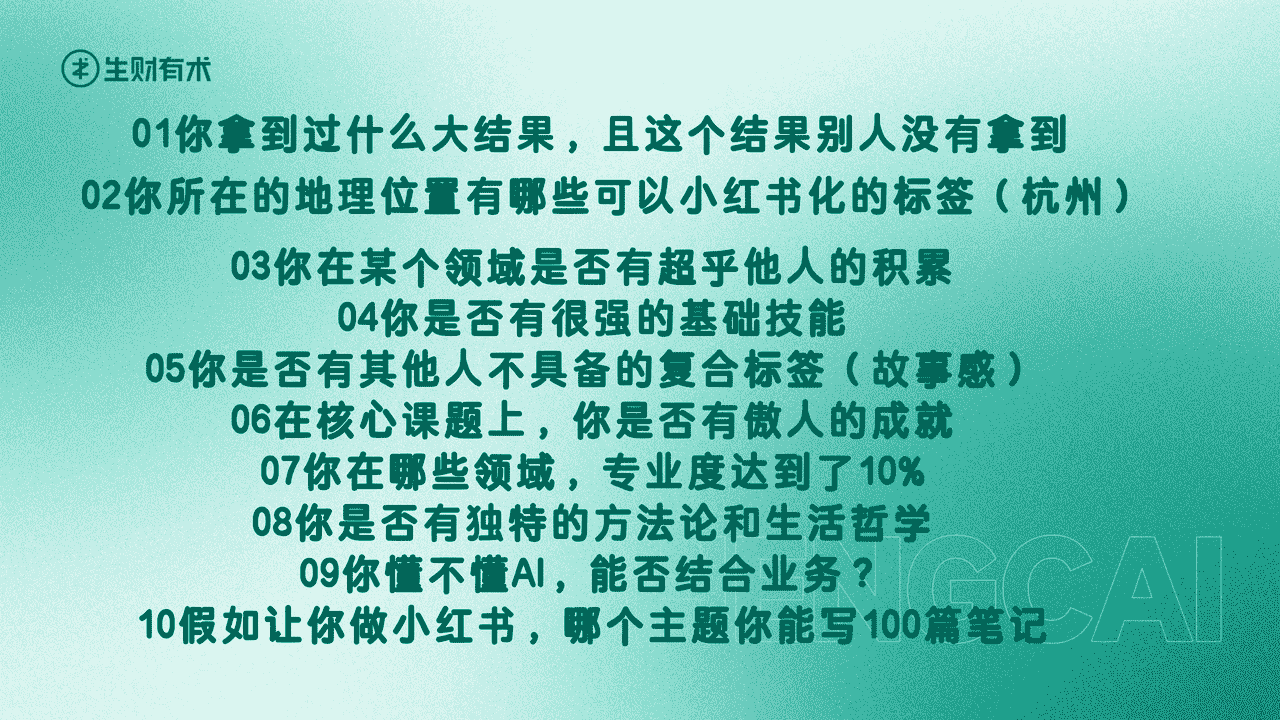 生财有术
01你拿到过什么大结果，且这个结果别人没有拿到
02你所在的地理位置有哪些可以小红书化的标签（杭州）
03你在某个领域是否有超乎他人的积累
04你是否有很强的基础技能
05你是否有其他人不具备的复合标签（故事感）
06在核心课题上，你是否有傲人的成就
07你在哪些领域，专业度达到了10%
08你是否有独特的方法论和生活哲学
09你懂不懂AI，能否结合业务？
10假如让你做小红书，哪个主题你能写100篇笔记
ENGCAI